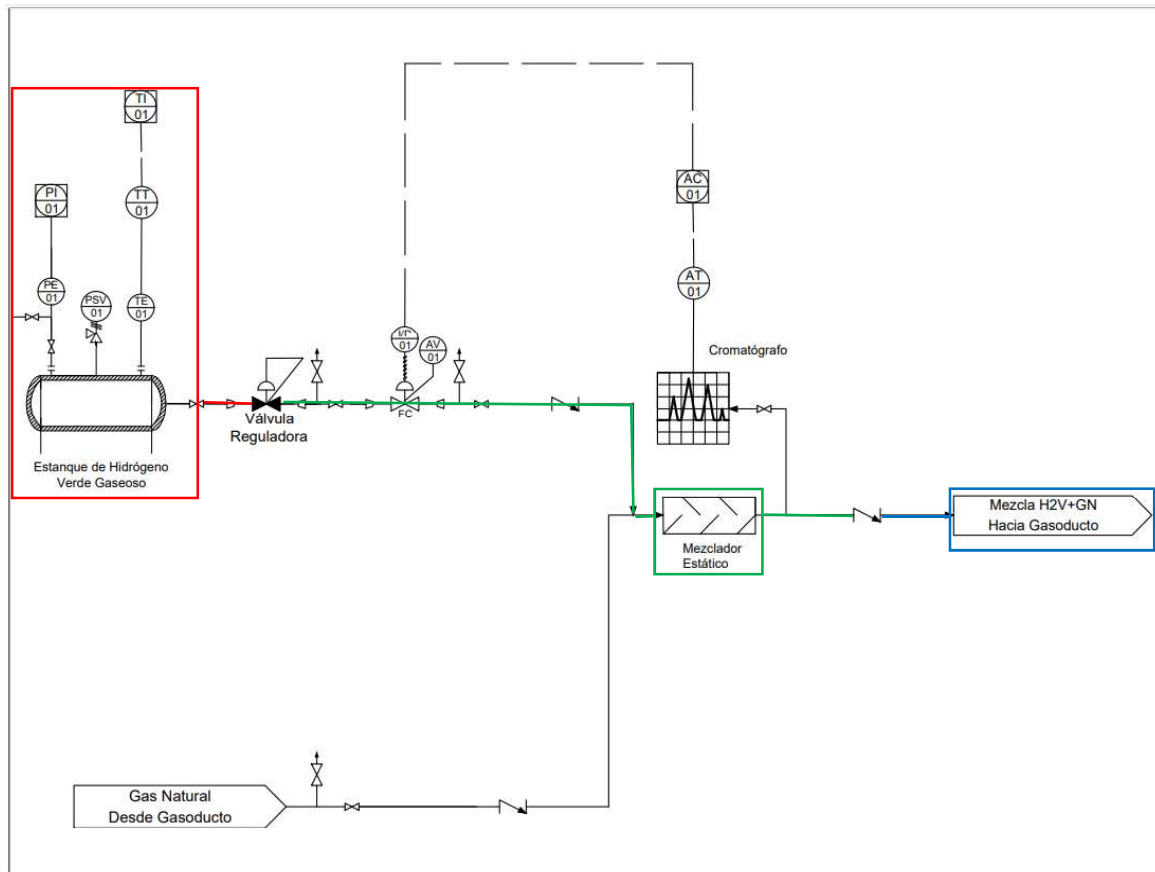 TI
01
PI
01
TT
01
AC
01
PE
01
PSV
01
TE
01
AT
01
01
AV
01
FC
Cromatógrafo
Válvula
Reguladora
Estanque de Hidrógeno
Verde Gaseoso
Mezcla H2V+GN
Hacia Gasoducto
Mezclador
Estático
Gas Natural
Desde Gasoducto